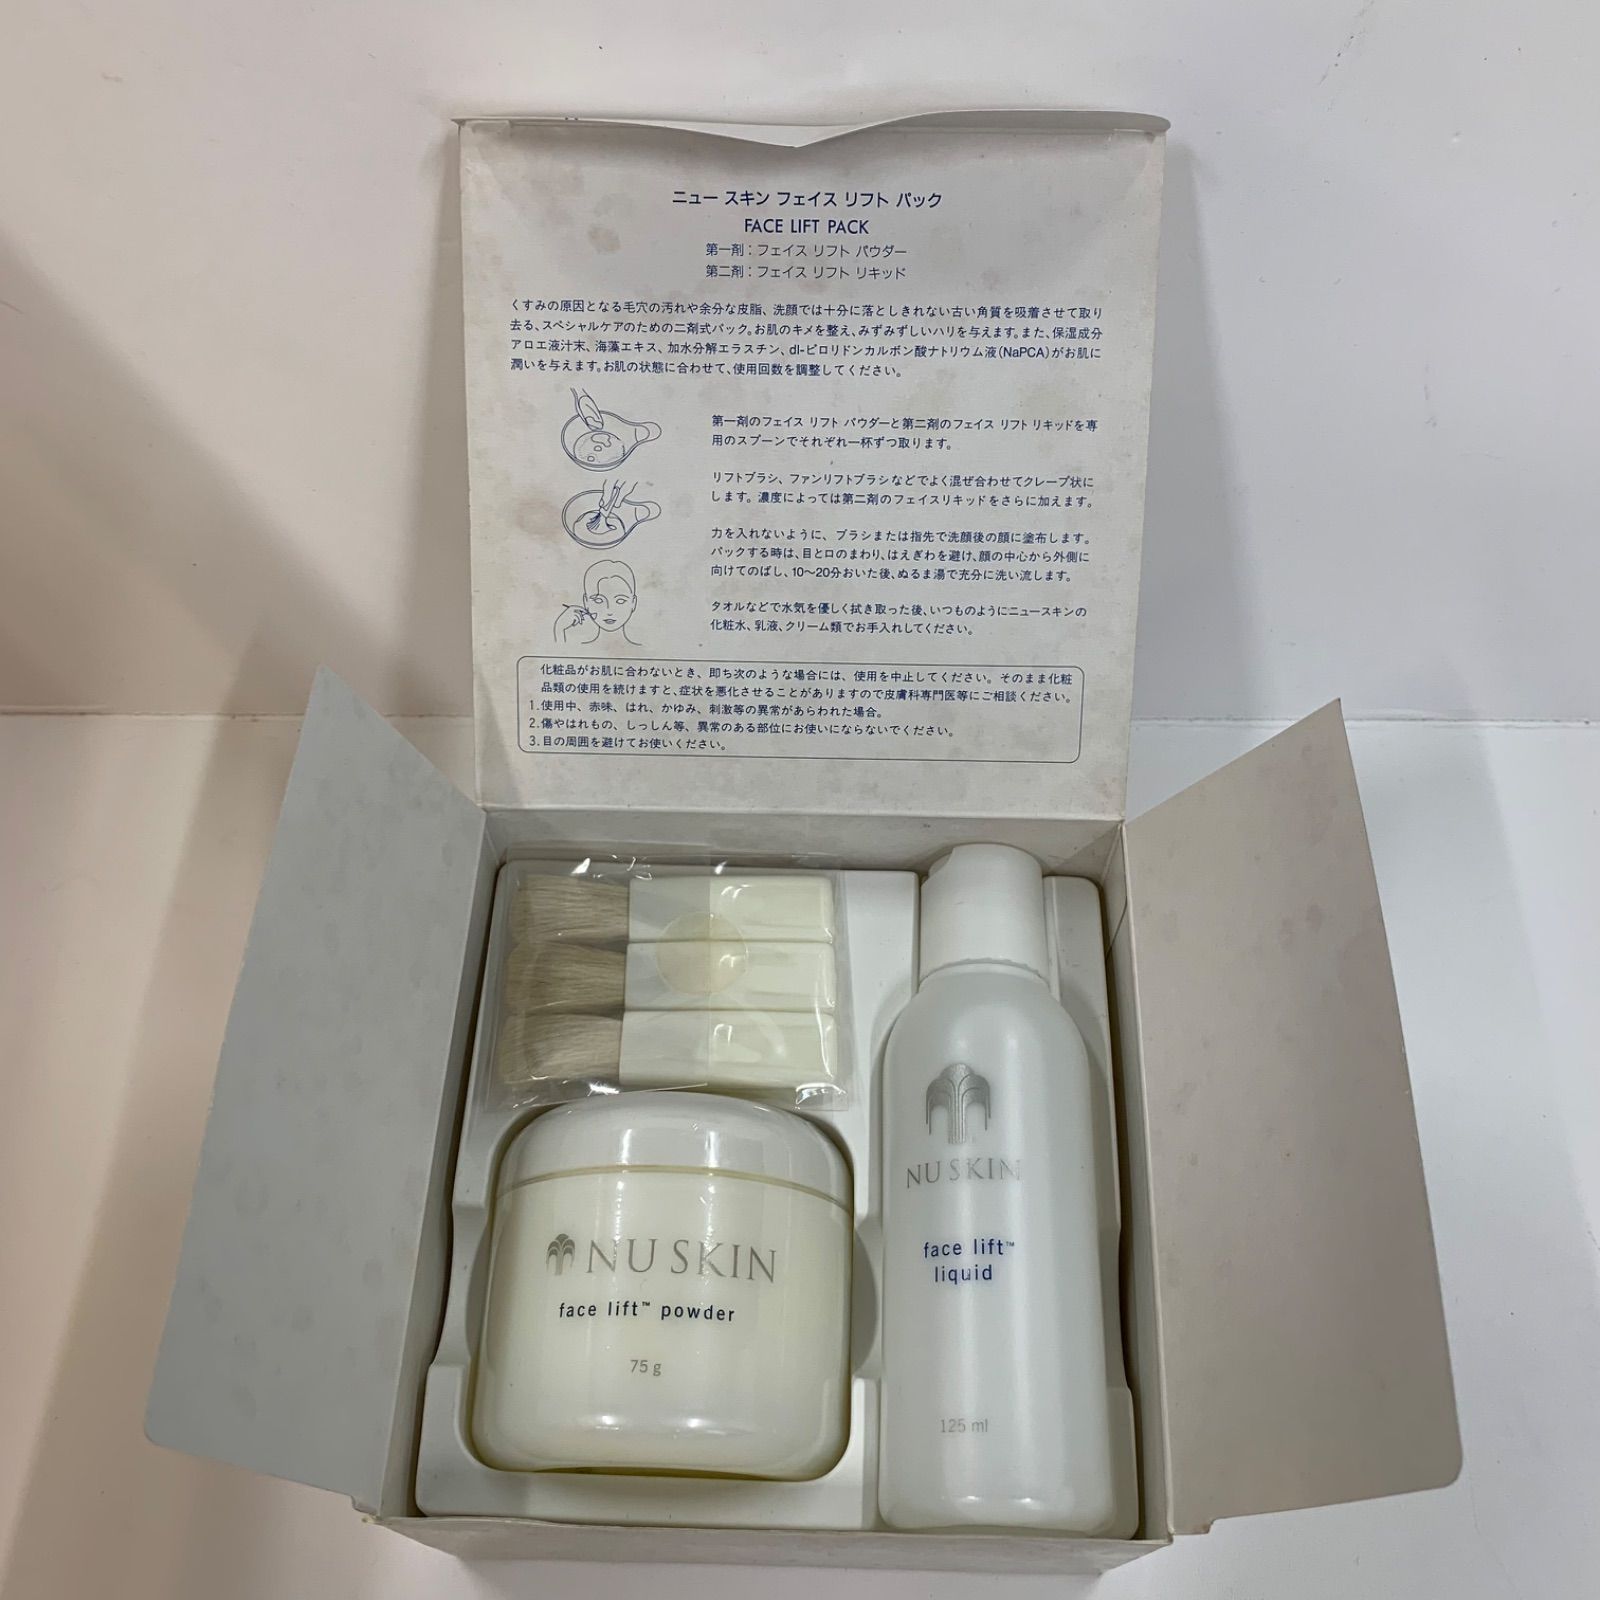 ニュー スキン フェイス リフト パック
FACE LIFT PACK
第一剤：フェイス リフト パウダー
第二剤：フェイス リフト リキッド
くすみの原因となる毛穴の汚れや余分な皮脂、洗顔では十分に落としきれない古い角質を吸着させて取り
去る、スペシャルケアのための二剤式パック。お肌のキメを整え、みずみずしいハリを与えます。また、保湿成分
アロエ液汁末、海藻エキス、加水分解エラスチン、dl-ピロリドンカルボン酸ナトリウム液（NaPCA）がお肌に
潤いを与えます。お肌の状態に合わせて、使用回数を調整してください。
第一剤のフェイス リフト パウダーと第二剤のフェイス リフト リキッドを専
用のスプーンでそれぞれ一杯ずつ取ります。
リフトブラシ、ファンリフトブラシなどでよく混ぜ合わせてクレープ状に
します。濃度によっては第二剤のフェイスリキッドをさらに加えます。
力を入れないように、ブラシまたは指先で洗顔後の顔に塗布します。
パックする時は、目と口のまわり、はえぎわを避け、顔の中心から外側に
向けてのばし、10〜20分おいた後、ぬるま湯で充分に洗い流します。
タオルなどで水気を優しく拭き取った後、いつものようにニュースキンの
化粧水、乳液、クリーム類でお手入れしてください。
化粧品がお肌に合わないとき、即ち次のような場合には、使用を中止してください。そのまま化粧
品類の使用を続けますと、症状を悪化させることがありますので皮膚科専門医等にご相談ください。
1.使用中、赤味、はれ、かゆみ、刺激等の異常があらわれた場合。
2.傷やはれもの、しっしん等、異常のある部位にお使いにならないでください。
3.目の周囲を避けてお使いください。
NU SKIN
face lift™
liquid
125 ml
NU SKIN
face lift™ powder
75 g